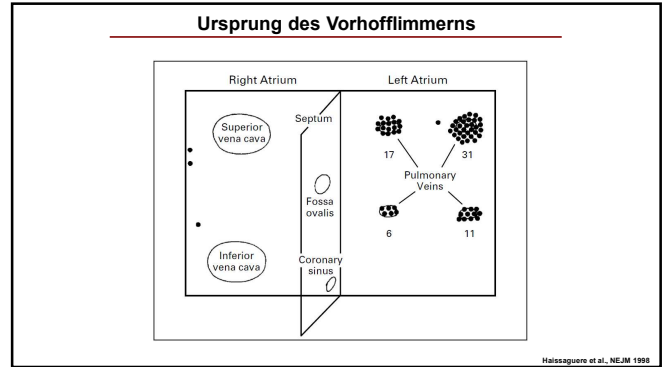 Ursprung des Vorhofflimmerns
Right Atrium
Left Atrium
Superior
vena cava
Septum
17
31
Pulmonary
Veins
Fossa
ovalis
6
11
Inferior
vena cava
Coronary
sinus
Haissaguere et al., NEJM 1998